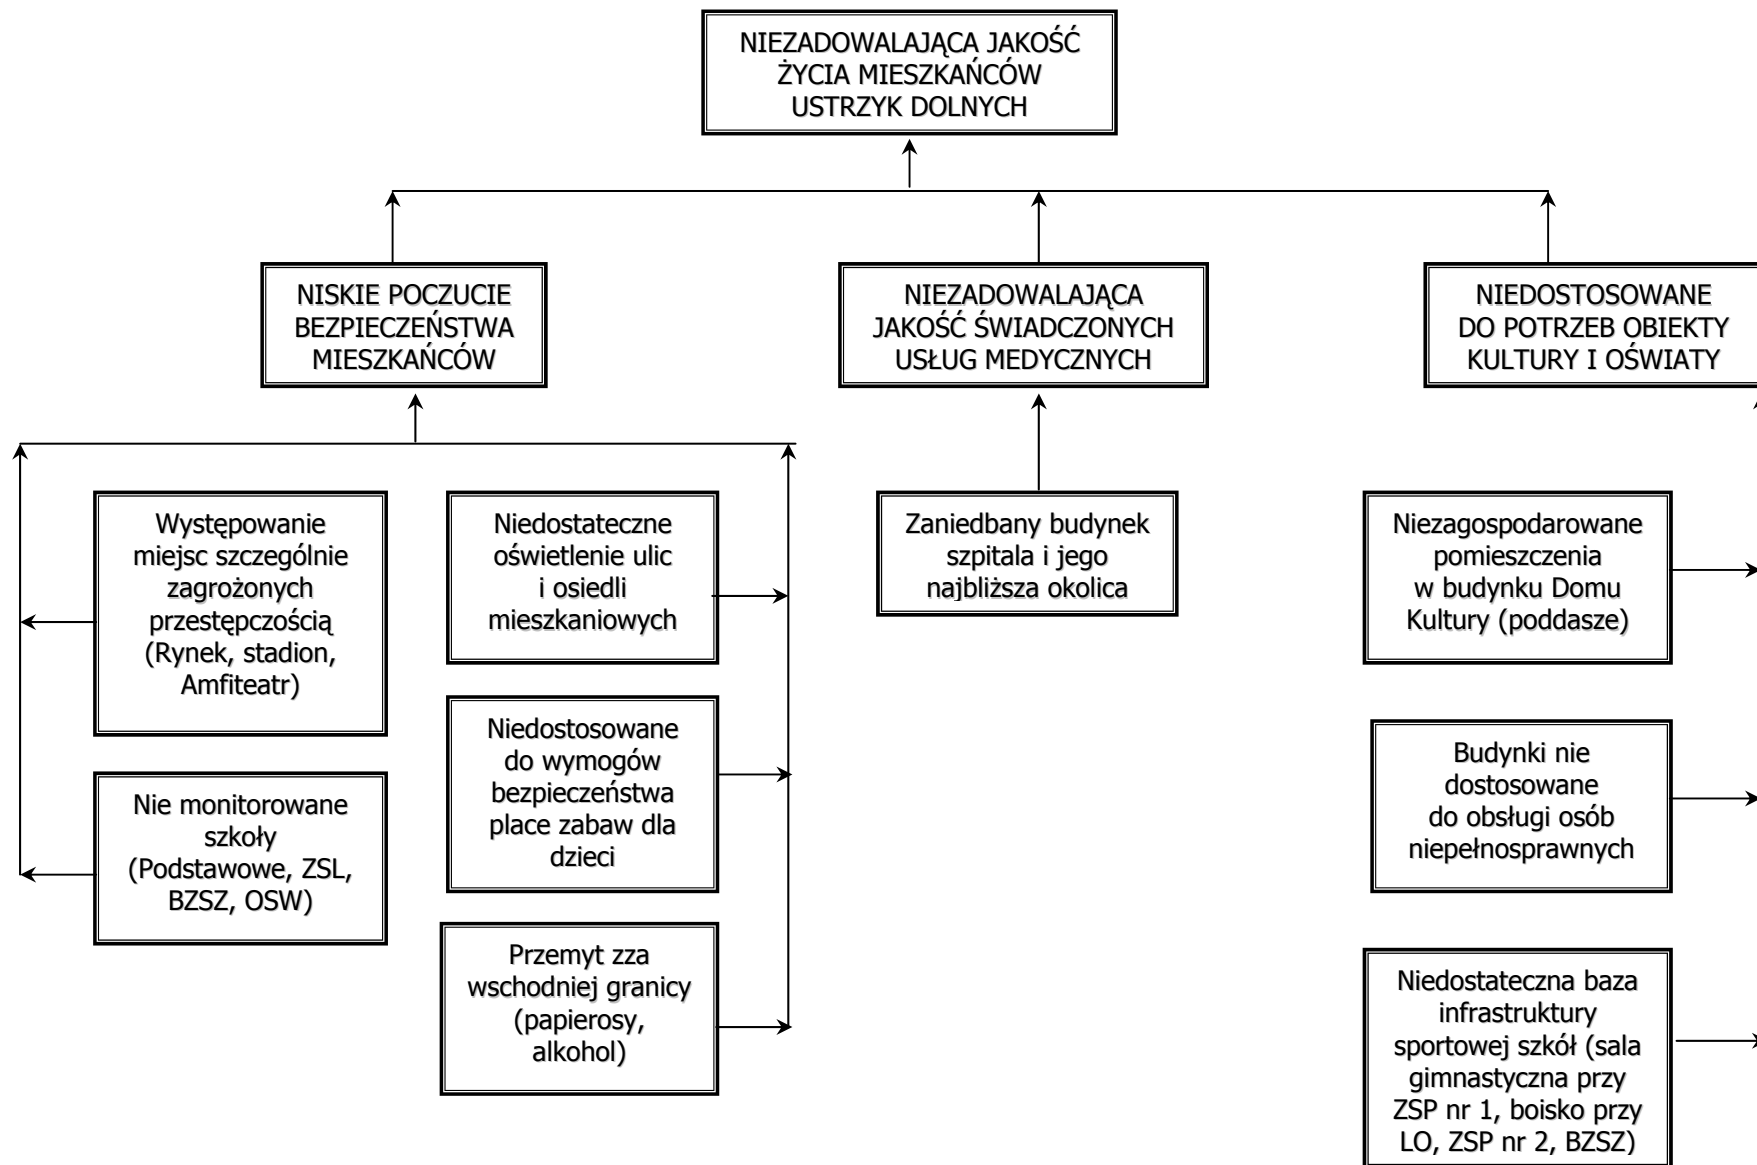 NIEZADOWALAJĄCA JAKOŚĆ
ŻYCIA MIESZKAŃCÓW
USTRZYK DOLNYCH
NISKIE POCZUCIE
BEZPIECZEŃSTWA
MIESZKAŃCÓW
NIEZADOWALAJĄCA
JAKOŚĆ ŚWIADCZONYCH
USŁUG MEDYCZNYCH
NIEDOSTOSOWANE
DO POTRZEB OBIEKTY
KULTURY I OŚWIATY
Występowanie
miejsc szczególnie
zagrożonych
przestępczością
(Rynek, stadion,
Amfiteatr)
Nie monitorowane
szkoły
(Podstawowe, ZSL,
BZSZ, OSW)
Niedostateczne
oświetlenie ulic
i osiedli
mieszkaniowych
Niedostosowane
do wymogów
bezpieczeństwa
place zabaw dla
dzieci
Przemyt zza
wschodniej granicy
(papierosy,
alkohol)
Zaniedbany budynek
szpitala i jego
najbliższa okolica
Niezagospodarowane
pomieszczenia
w budynku Domu
Kultury (poddasze)
Budynki nie
dostosowane
do obsługi osób
niepełnosprawnych
Niedostateczna baza
infrastruktury
sportowej szkół (sala
gimnastyczna przy
ZSP nr 1, boisko przy
LO, ZSP nr 2, BZSZ)